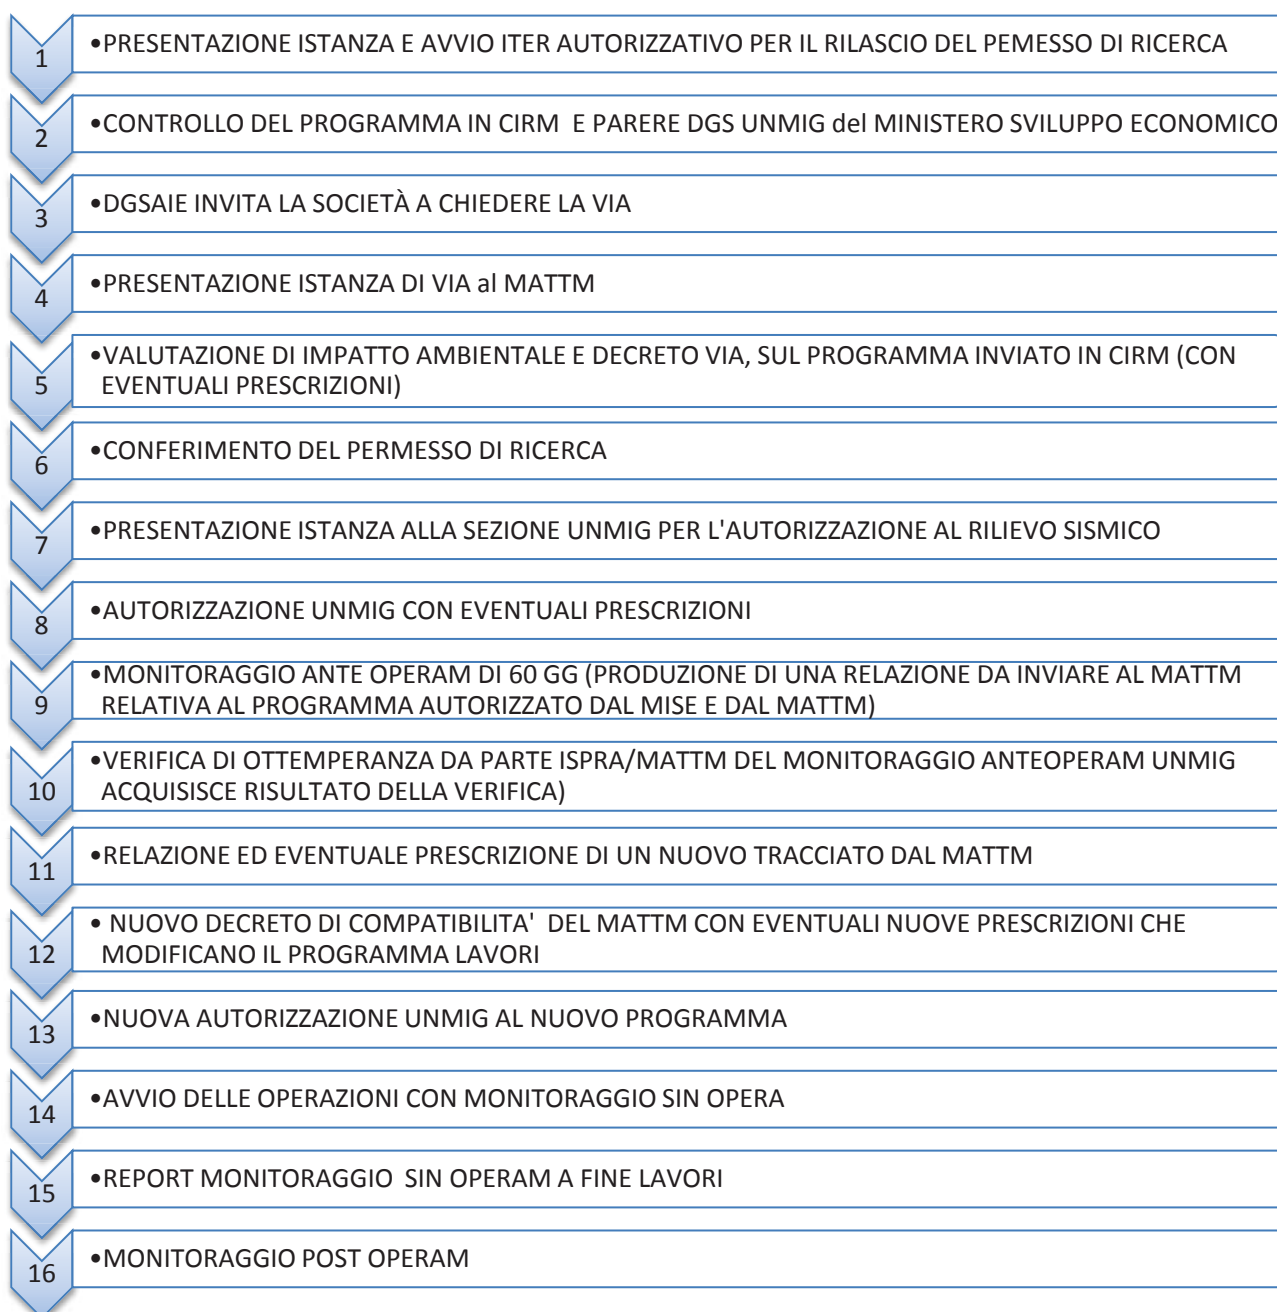 1
•PRESENTAZIONE ISTANZA E AVVIO ITER AUTORIZZATIVO PER IL RILASCIO DEL PEMESSO DI RICERCA
2
•CONTROLLO DEL PROGRAMMA IN CIRM E PARERE DGS UNMIG del MINISTERO SVILUPPO ECONOMICO
3
•DGSAIE INVITA LA SOCIETÀ A CHIEDERE LA VIA
4
•PRESENTAZIONE ISTANZA DI VIA al MATTM
5
•VALUTAZIONE DI IMPATTO AMBIENTALE E DECRETO VIA, SUL PROGRAMMA INVIATO IN CIRM (CON
EVENTUALI PRESCRIZIONI)
6
•CONFERIMENTO DEL PERMESSO DI RICERCA
7
•PRESENTAZIONE ISTANZA ALLA SEZIONE UNMIG PER L'AUTORIZZAZIONE AL RILIEVO SISMICO
8
•AUTORIZZAZIONE UNMIG CON EVENTUALI PRESCRIZIONI
9
•MONITORAGGIO ANTE OPERAM DI 60 GG (PRODUZIONE DI UNA RELAZIONE DA INVIARE AL MATTM
RELATIVA AL PROGRAMMA AUTORIZZATO DAL MISE E DAL MATTM)
10
•VERIFICA DI OTTEMPERANZA DA PARTE ISPRA/MATTM DEL MONITORAGGIO ANTEOPERAM UNMIG
ACQUISISCE RISULTATO DELLA VERIFICA)
11
•RELAZIONE ED EVENTUALE PRESCRIZIONE DI UN NUOVO TRACCIATO DAL MATTM
12
• NUOVO DECRETO DI COMPATIBILITA' DEL MATTM CON EVENTUALI NUOVE PRESCRIZIONI CHE
MODIFICANO IL PROGRAMMA LAVORI
13
•NUOVA AUTORIZZAZIONE UNMIG AL NUOVO PROGRAMMA
14
•AVVIO DELLE OPERAZIONI CON MONITORAGGIO SIN OPERA
15
•REPORT MONITORAGGIO SIN OPERAM A FINE LAVORI
16
•MONITORAGGIO POST OPERAM